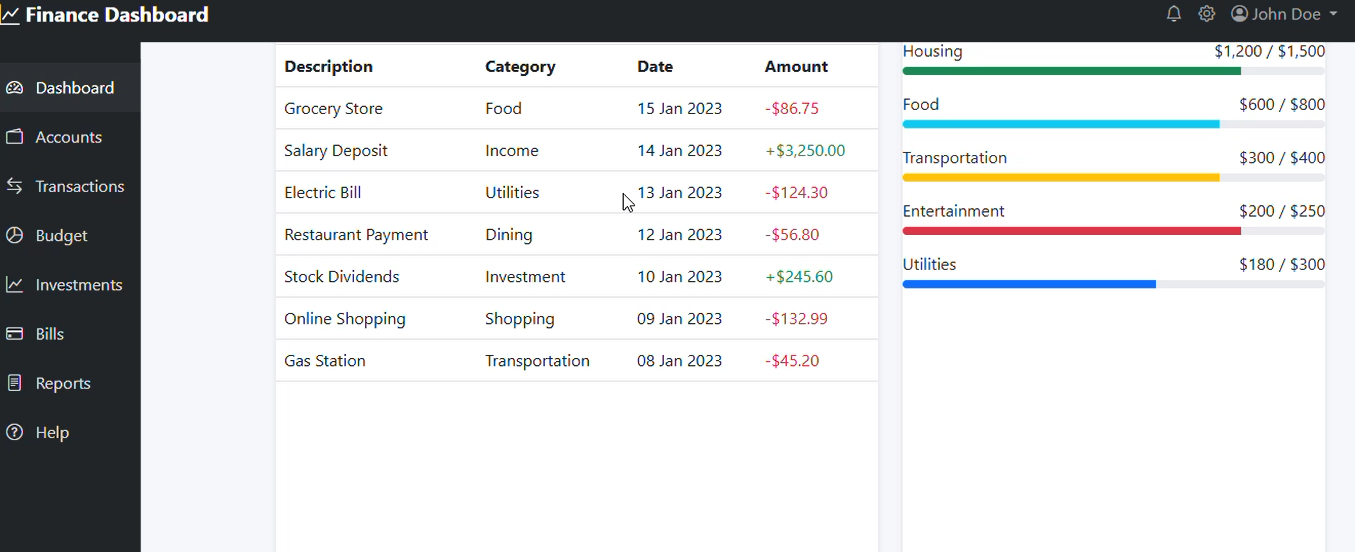 Finance Dashboard
John Doe
Dashboard
Accounts
Transactions
Budget
Investments
Bills
Reports
Help
Description Category Date Amount
Grocery Store Food 15 Jan 2023 -$86.75
Salary Deposit Income 14 Jan 2023 +$3,250.00
Electric Bill Utilities 13 Jan 2023 -$124.30
Restaurant Payment Dining 12 Jan 2023 -$56.80
Stock Dividends Investment 10 Jan 2023 +$245.60
Online Shopping Shopping 09 Jan 2023 -$132.99
Gas Station Transportation 08 Jan 2023 -$45.20
Housing $1,200 / $1,500
Food $600 / $800
Transportation $300 / $400
Entertainment $200 / $250
Utilities $180 / $300